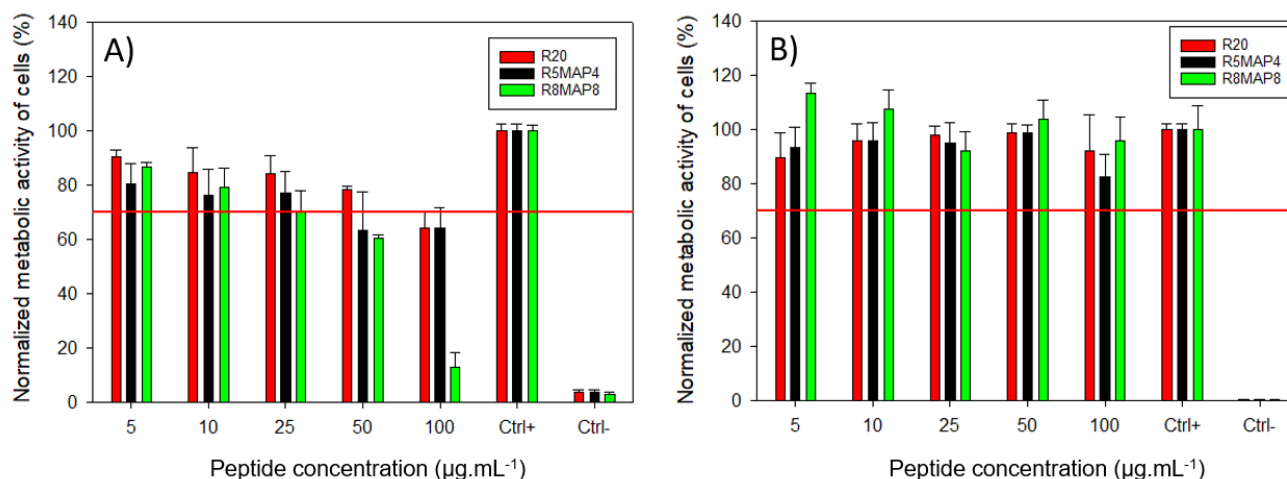 A)
Normalized metabolic activity of cells (%)
140
120
100
80
60
40
20
0
R20
R5MAP4
R8MAP8
5 10 25 50 100 Ctrl+ Ctrl-
Peptide concentration (µg.mL⁻¹)
B)
Normalized metabolic activity of cells (%)
140
120
100
80
60
40
20
0
R20
R5MAP4
R8MAP8
5 10 25 50 100 Ctrl+ Ctrl-
Peptide concentration (µg.mL⁻¹)